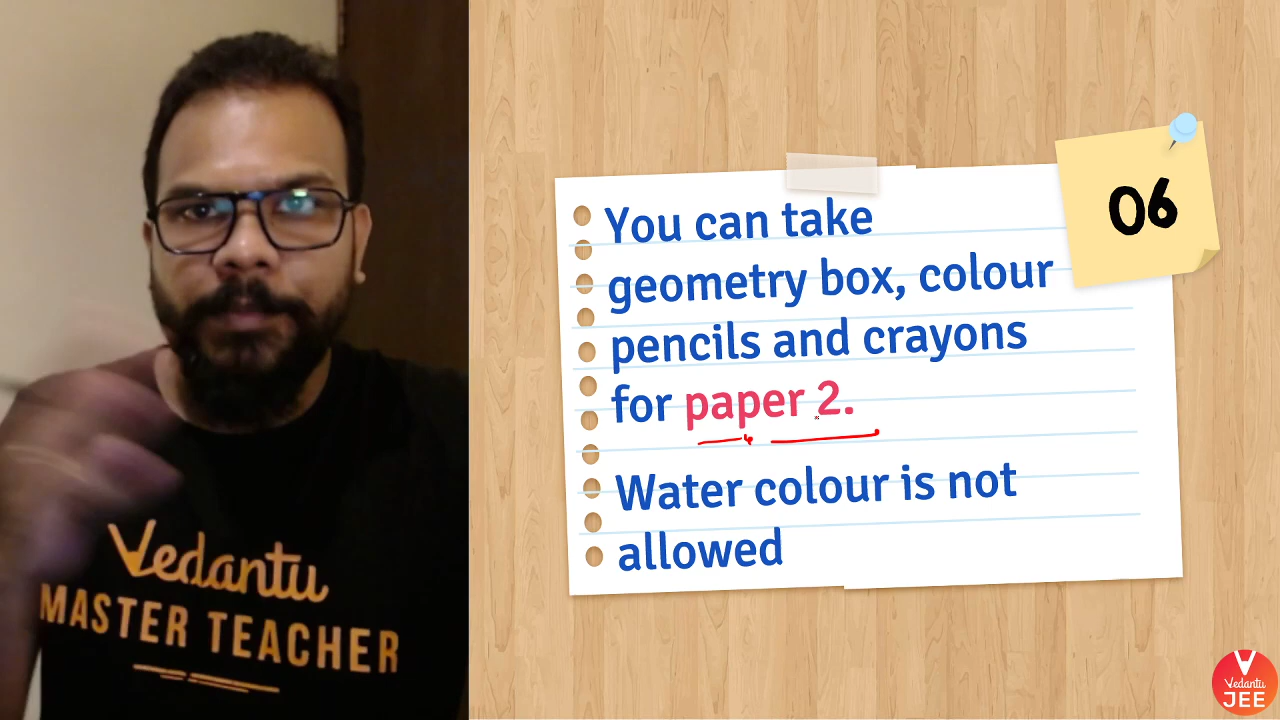 You can take
geometry box, colour
pencils and crayons
for paper 2.
Water colour is not
allowed
06
Vedantu
MASTER TEACHER
Vedantu
JEE